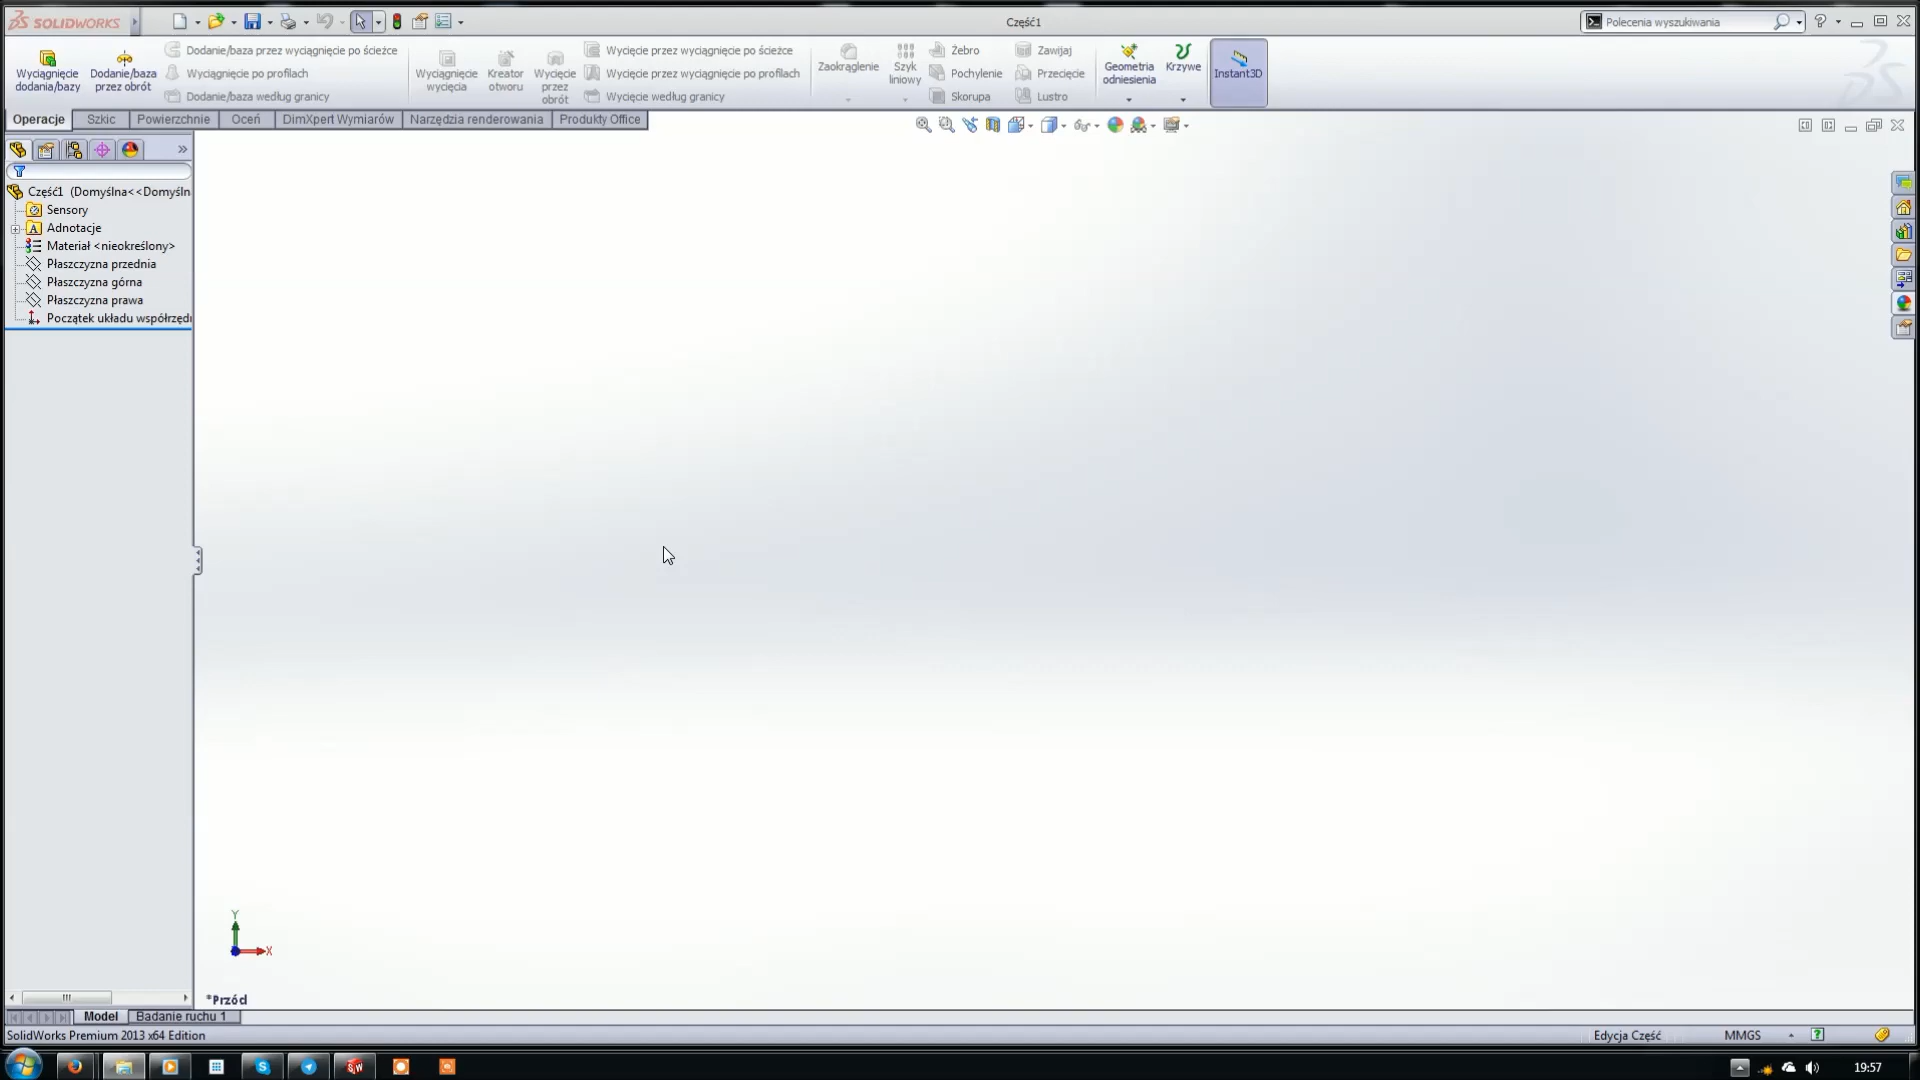 SOLIDWORKS
Część1
Polecenia wyszukiwania
Wyciągnięcie dodania/bazy
Dodanie/baza przez obrót
Dodanie/baza przez wyciągnięcie po ścieżce
Wyciągnięcie po profilach
Dodanie/baza według granicy
Wyciągnięcie wycięcia
Kreator otworu
Wycięcie przez obrót
Wycięcie przez wyciągnięcie po ścieżce
Wycięcie przez wyciągnięcie po profilach
Wycięcie według granicy
Zaokrąglenie
Szyk liniowy
Żebro
Pochylenie
Skorupa
Zawijaj
Przecięcie
Lustro
Geometria odniesienia
Krzywe
Instant3D
Operacje
Szkic
Powierzchnie
Oceń
DimXpert Wymiarów
Narzędzia renderowania
Produkty Office
Część1 (Domyślna<<Domyśln
Sensory
Adnotacje
Materiał <nieokreślony>
Płaszczyzna przednia
Płaszczyzna górna
Płaszczyzna prawa
Początek układu współrzędn
Y
X
*Przód
Model
Badanie ruchu 1
SolidWorks Premium 2013 x64 Edition
Edycja Część
MMGS
19:57